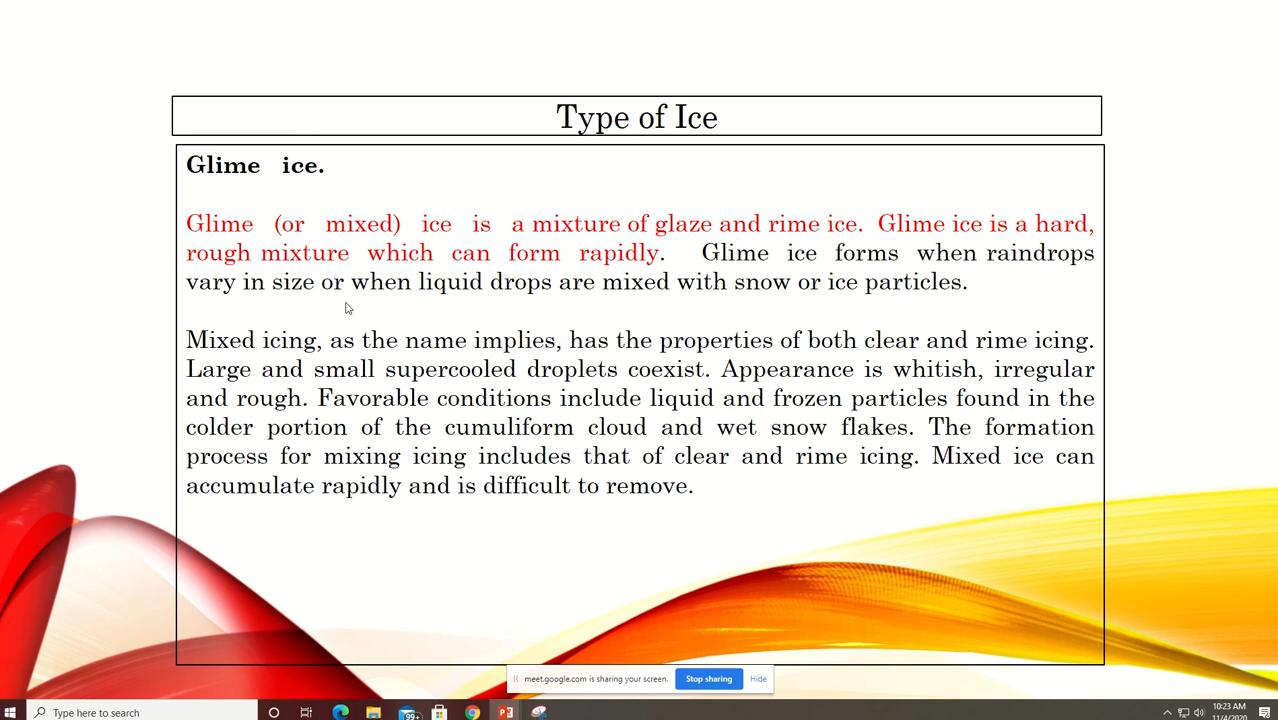 Type of Ice
Glime ice.
Glime (or mixed) ice is a mixture of glaze and rime ice. Glime ice is a hard,
rough mixture which can form rapidly. Glime ice forms when raindrops
vary in size or when liquid drops are mixed with snow or ice particles.
Mixed icing, as the name implies, has the properties of both clear and rime icing.
Large and small supercooled droplets coexist. Appearance is whitish, irregular
and rough. Favorable conditions include liquid and frozen particles found in the
colder portion of the cumuliform cloud and wet snow flakes. The formation
process for mixing icing includes that of clear and rime icing. Mixed ice can
accumulate rapidly and is difficult to remove.
meet.google.com is sharing your screen. Stop sharing Hide
Type here to search
99+
10:23 AM
11/4/2020